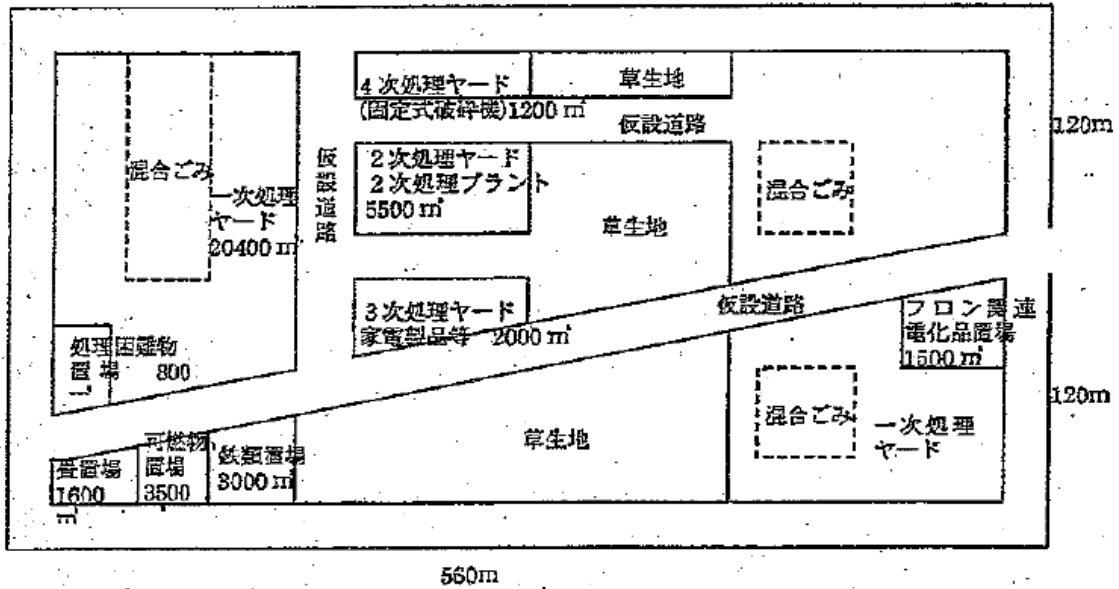 4次処理ヤード
(固定式破砕機)1200㎡
草生地
仮設道路
120m
混合ごみ
一次処理
ヤード
20400㎡
仮設道路
2次処理ヤード
2次処理プラント
5500㎡
草生地
混合ごみ
3次処理ヤード
家電製品等 2000㎡
仮設道路
フロン関連
電化品置場
1500㎡
処理困難物
置場 800
㎡
混合ごみ
120m
一次処理
ヤード
草生地
畳置場
1600
㎡
可燃物
置場
3500
鉄類置場
3000㎡
560m